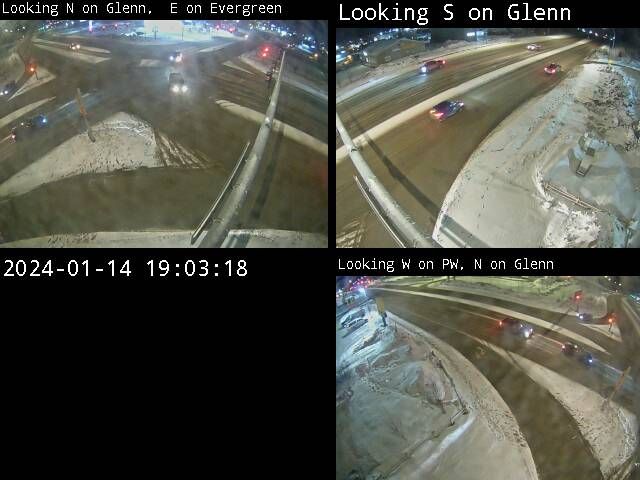 Looking N on Glenn,  E on Evergreen
Looking S on Glenn
2024-01-14 19:03:18
Looking W on PW, N on Glenn